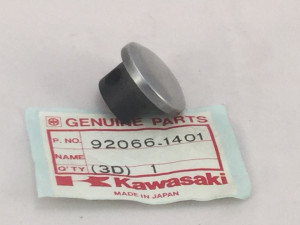 GENUINE PARTS
P. NO. 92066-1401
NAME
Q'TY (3D) 1
Kawasaki
MADE IN JAPAN